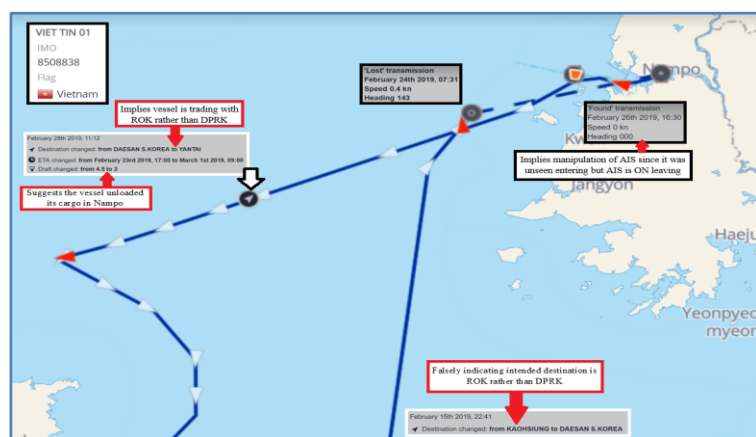 VIET TIN 01
IMO
8508838
Flag
Vietnam
Implies vessel is trading with
ROK rather than DPRK
February 28th 2019, 11:12
Destination changed: from DAESAN S.KOREA to YANTAI
ETA changed: from February 23rd 2019, 17:00 to March 1st 2019, 09:00
Draft changed: from 4.5 to 3
Suggests the vessel unloaded
its cargo in Nampo
'Lost' transmission
February 24th 2019, 07:31
Speed 0.4 kn
Heading 143
Nampo
'Found' transmission
February 26th 2019, 16:30
Speed 0 kn
Heading 000
Implies manipulation of AIS since it was
unseen entering but AIS is ON leaving
Jangyon
Haeju
Yeonpyeo
myeon
Falsely indicating intended destination is
ROK rather than DPRK
February 15th 2019, 22:41
Destination changed: from KAOHSIUNG to DAESAN S.KOREA